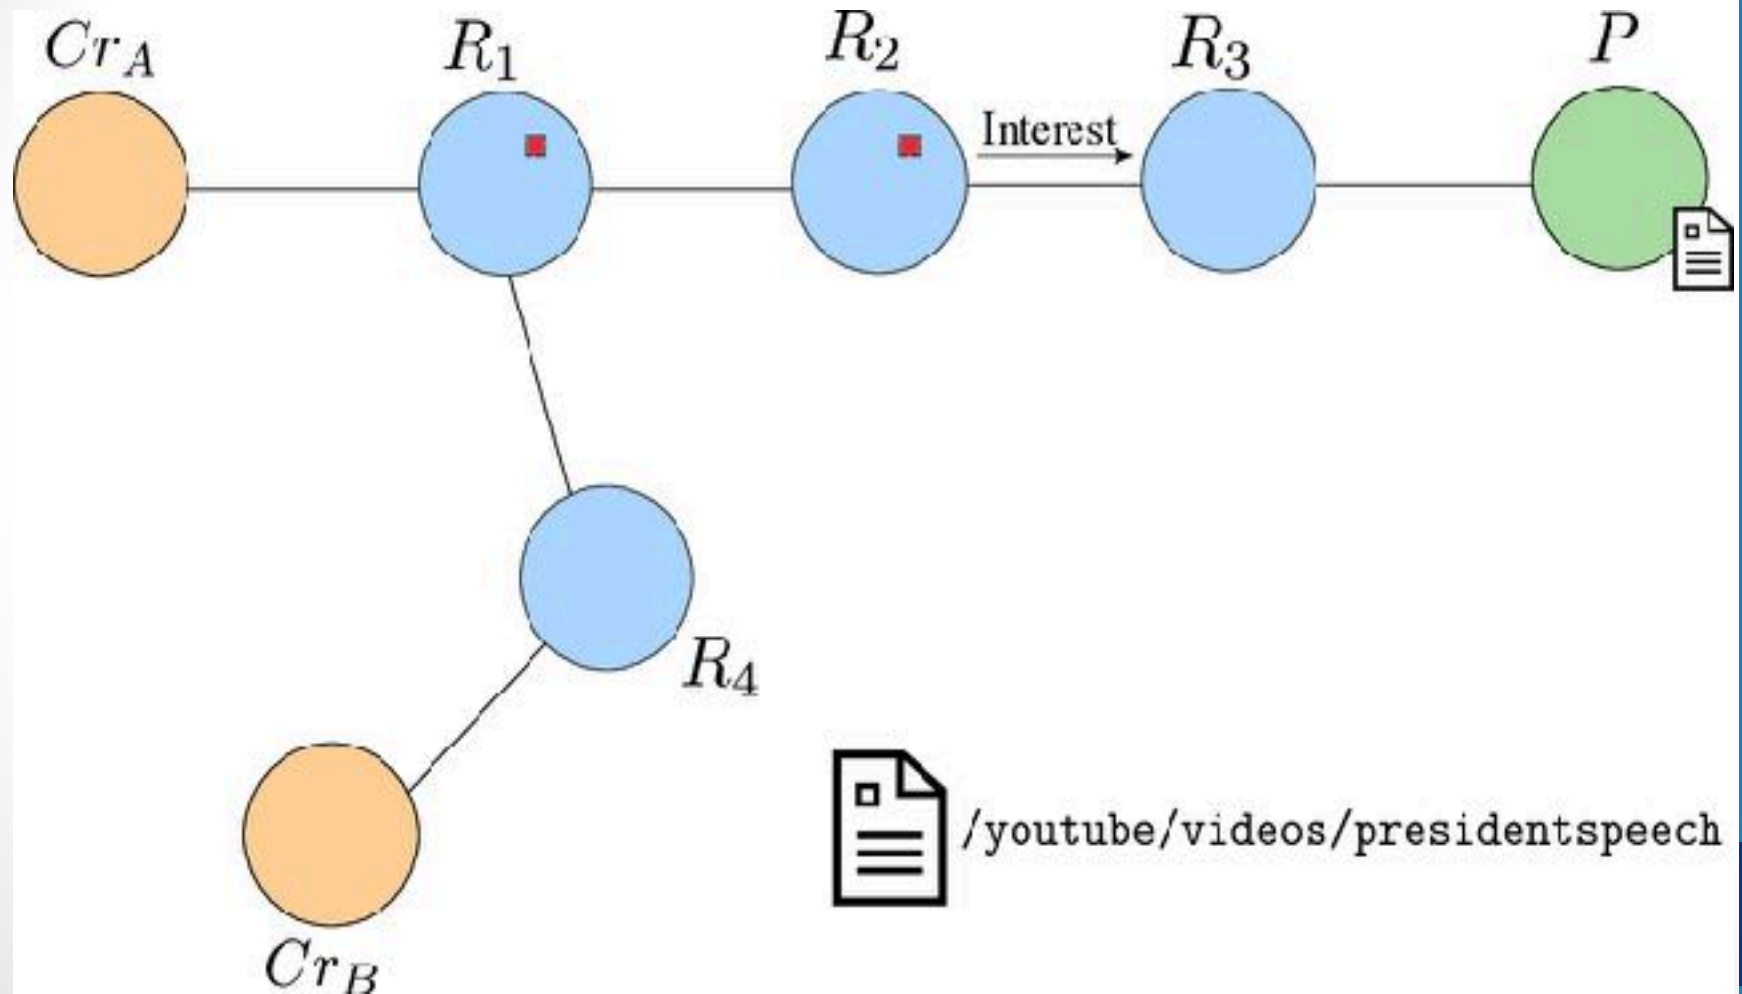 Cr_A
R_1
R_2
R_3
P
Interest
R_4
/youtube/videos/presidentspeech
Cr_B